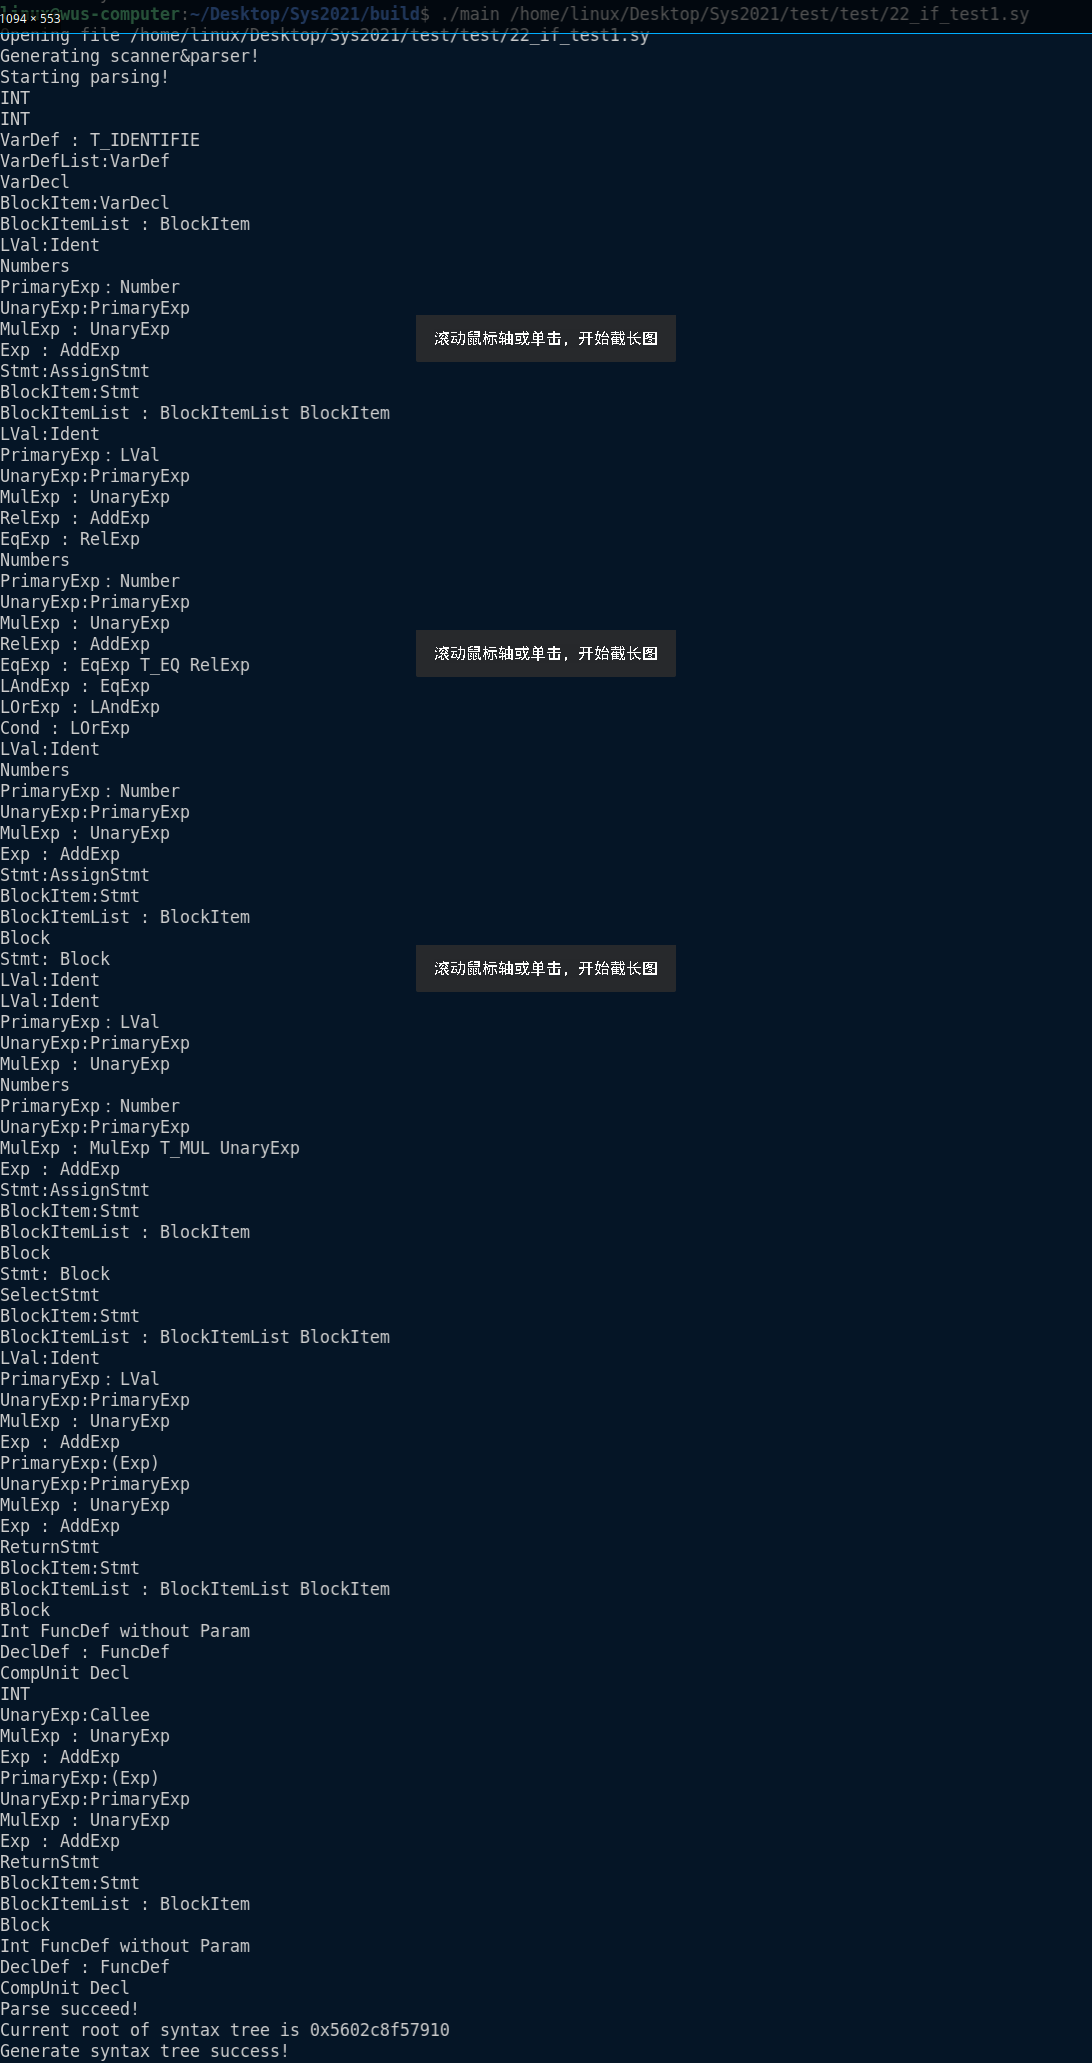 linux@wus-computer:~/Desktop/Sys2021/build$ ./main /home/linux/Desktop/Sys2021/test/test/22_if_test1.sy
1094 × 553
Opening file /home/linux/Desktop/Sys2021/test/test/22_if_test1.sy
Generating scanner&parser!
Starting parsing!
INT
INT
VarDef : T_IDENTIFIE
VarDefList:VarDef
VarDecl
BlockItem:VarDecl
BlockItemList : BlockItem
LVal:Ident
Numbers
PrimaryExp：Number
UnaryExp:PrimaryExp
MulExp : UnaryExp
滚动鼠标轴或单击，开始截长图
Exp : AddExp
Stmt:AssignStmt
BlockItem:Stmt
BlockItemList : BlockItemList BlockItem
LVal:Ident
PrimaryExp：LVal
UnaryExp:PrimaryExp
MulExp : UnaryExp
RelExp : AddExp
EqExp : RelExp
Numbers
PrimaryExp：Number
UnaryExp:PrimaryExp
MulExp : UnaryExp
RelExp : AddExp
滚动鼠标轴或单击，开始截长图
EqExp : EqExp T_EQ RelExp
LAndExp : EqExp
LOrExp : LAndExp
Cond : LOrExp
LVal:Ident
Numbers
PrimaryExp：Number
UnaryExp:PrimaryExp
MulExp : UnaryExp
Exp : AddExp
Stmt:AssignStmt
BlockItem:Stmt
BlockItemList : BlockItem
Block
Stmt: Block
滚动鼠标轴或单击，开始截长图
LVal:Ident
LVal:Ident
PrimaryExp：LVal
UnaryExp:PrimaryExp
MulExp : UnaryExp
Numbers
PrimaryExp：Number
UnaryExp:PrimaryExp
MulExp : MulExp T_MUL UnaryExp
Exp : AddExp
Stmt:AssignStmt
BlockItem:Stmt
BlockItemList : BlockItem
Block
Stmt: Block
SelectStmt
BlockItem:Stmt
BlockItemList : BlockItemList BlockItem
LVal:Ident
PrimaryExp：LVal
UnaryExp:PrimaryExp
MulExp : UnaryExp
Exp : AddExp
PrimaryExp:(Exp)
UnaryExp:PrimaryExp
MulExp : UnaryExp
Exp : AddExp
ReturnStmt
BlockItem:Stmt
BlockItemList : BlockItemList BlockItem
Block
Int FuncDef without Param
DeclDef : FuncDef
CompUnit Decl
INT
UnaryExp:Callee
MulExp : UnaryExp
Exp : AddExp
PrimaryExp:(Exp)
UnaryExp:PrimaryExp
MulExp : UnaryExp
Exp : AddExp
ReturnStmt
BlockItem:Stmt
BlockItemList : BlockItem
Block
Int FuncDef without Param
DeclDef : FuncDef
CompUnit Decl
Parse succeed!
Current root of syntax tree is 0x5602c8f57910
Generate syntax tree success!